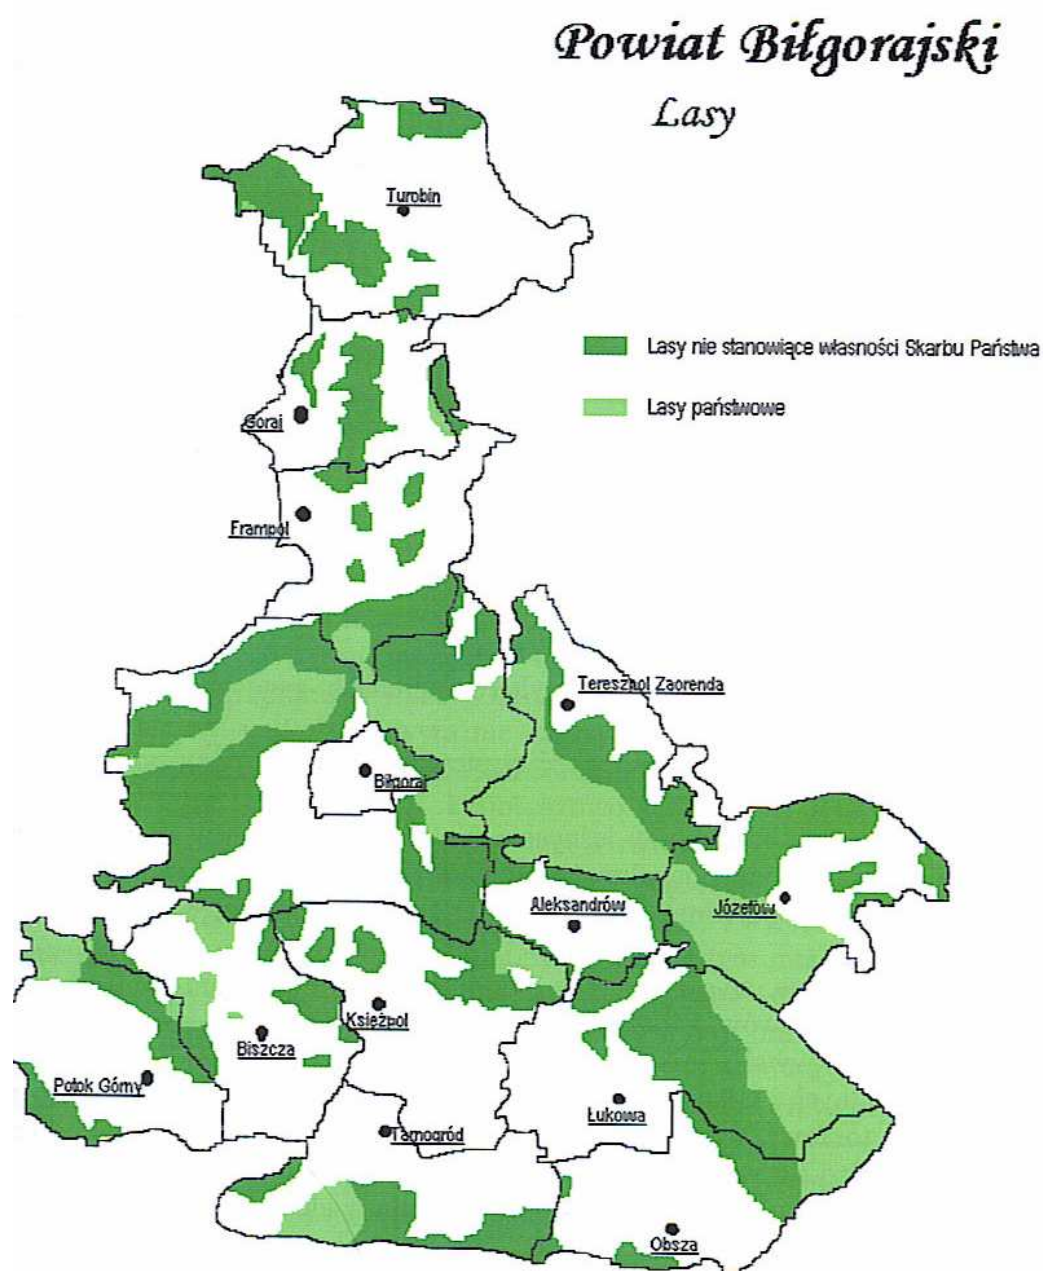 Powiat Biłgorajski
Lasy
Turobin
Lasy nie stanowiące własności Skarbu Państwa
Lasy państwowe
Goraj
Frampol
Tereszpol Zaorenda
Biłgoraj
Aleksandrów
Józefów
Księżpol
Biszcza
Potok Górny
Łukowa
Tarnogród
Obsza